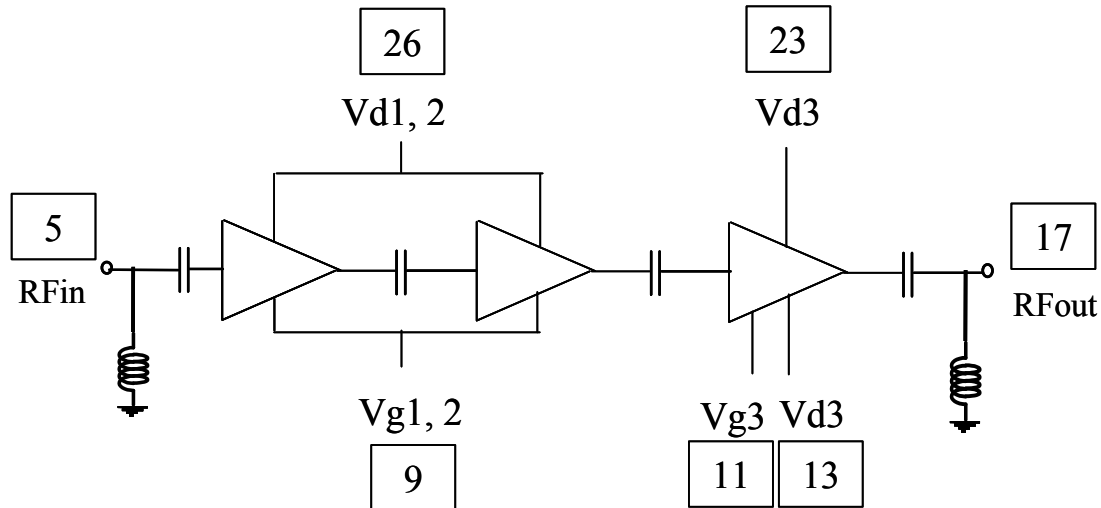 26
23
Vd1, 2
Vd3
5
17
RFin
RFout
Vg1, 2
Vg3 Vd3
9
11 13